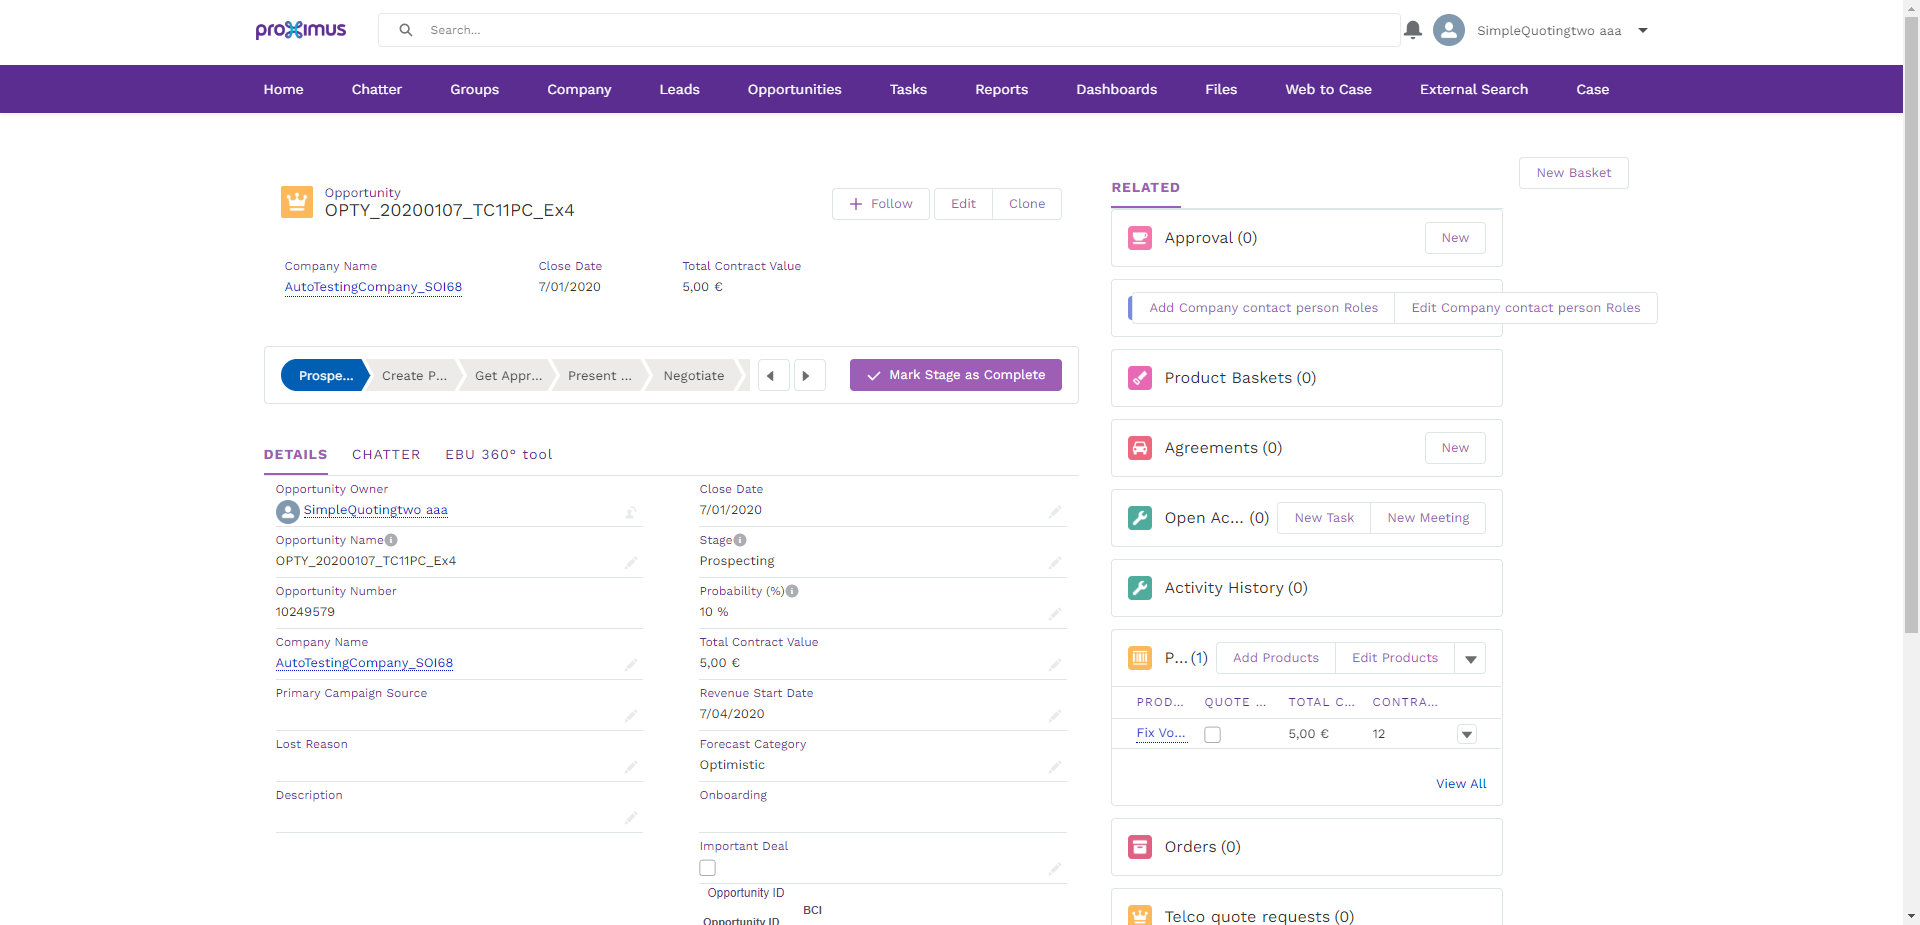 proximus
Search...
SimpleQuotingtwo aaa
Home
Chatter
Groups
Company
Leads
Opportunities
Tasks
Reports
Dashboards
Files
Web to Case
External Search
Case
Opportunity
OPTY_20200107_TC11PC_Ex4
Follow
Edit
Clone
Company Name
Close Date
Total Contract Value
AutoTestingCompany_SOI68
7/01/2020
5,00 €
Prospe...
Create P...
Get Appr...
Present ...
Negotiate
Mark Stage as Complete
DETAILS
CHATTER
EBU 360° tool
Opportunity Owner
SimpleQuotingtwo aaa
Opportunity Name
OPTY_20200107_TC11PC_Ex4
Opportunity Number
10249579
Company Name
AutoTestingCompany_SOI68
Primary Campaign Source
Lost Reason
Description
Close Date
7/01/2020
Stage
Prospecting
Probability (%)
10 %
Total Contract Value
5,00 €
Revenue Start Date
7/04/2020
Forecast Category
Optimistic
Onboarding
Important Deal
Opportunity ID
BCI
Opportunity ID
New Basket
RELATED
Approval (0)
New
Add Company contact person Roles
Edit Company contact person Roles
Product Baskets (0)
Agreements (0)
New
Open Ac... (0)
New Task
New Meeting
Activity History (0)
P... (1)
Add Products
Edit Products
PROD...
QUOTE ...
TOTAL C...
CONTRA...
Fix Vo...
5,00 €
12
View All
Orders (0)
Telco quote requests (0)